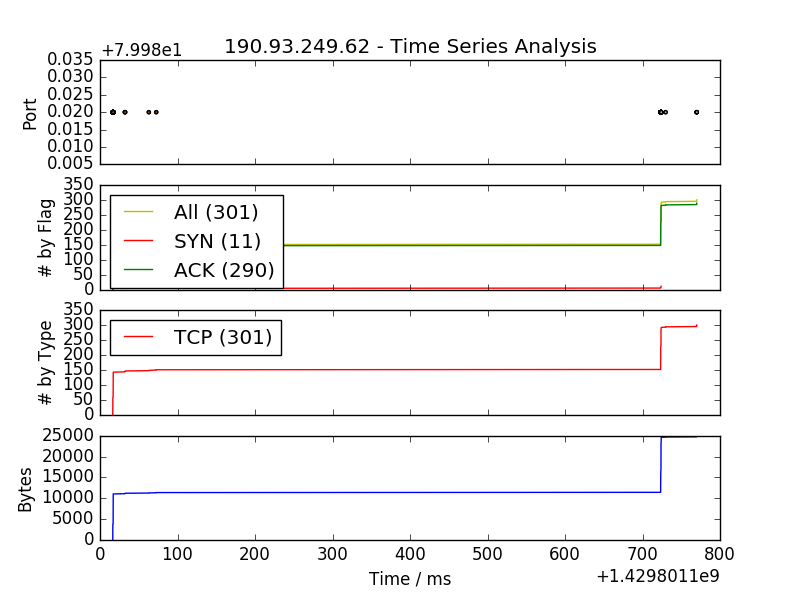 +7.998e1
190.93.249.62 - Time Series Analysis
0.035
0.030
0.025
0.020
0.015
0.010
0.005
Port
350
300
250
200
150
100
50
0
# by Flag
All (301)
SYN (11)
ACK (290)
350
300
250
200
150
100
50
0
# by Type
TCP (301)
25000
20000
15000
10000
5000
0
Bytes
0 100 200 300 400 500 600 700 800
Time / ms
+1.4298011e9